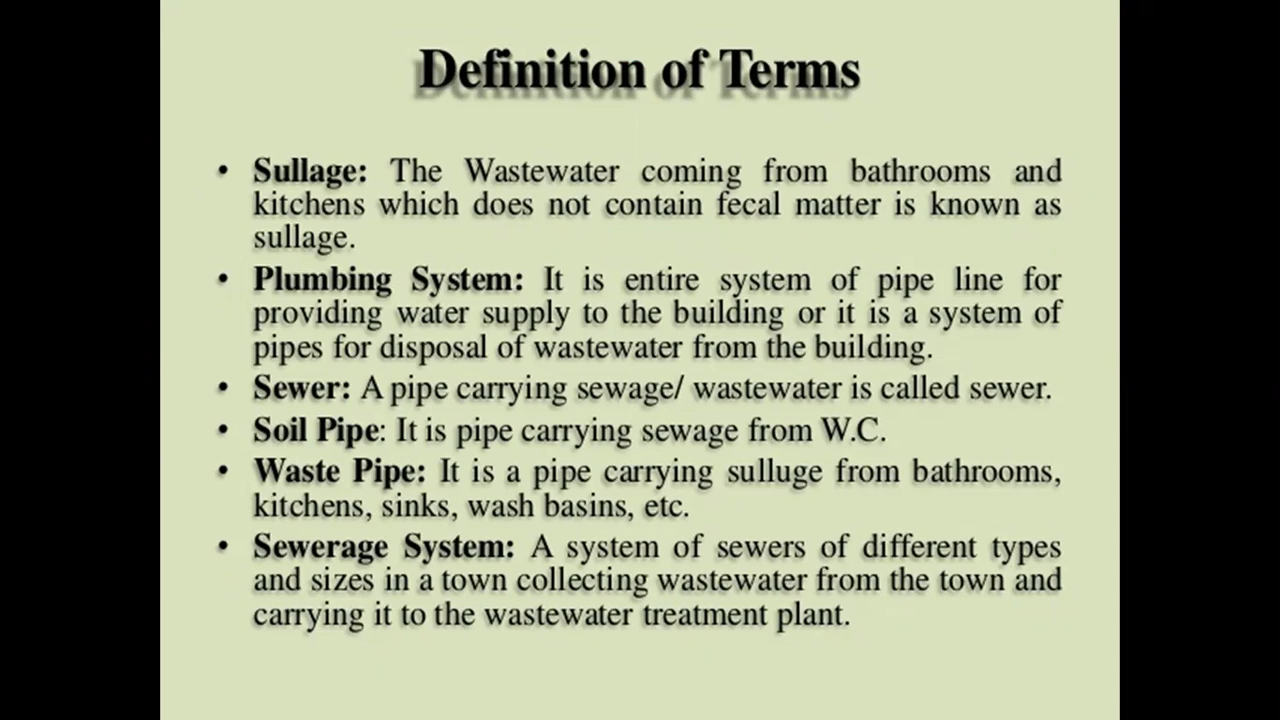 Definition of Terms
• Sullage: The Wastewater coming from bathrooms and
kitchens which does not contain fecal matter is known as
sullage.
• Plumbing System: It is entire system of pipe line for
providing water supply to the building or it is a system of
pipes for disposal of wastewater from the building.
• Sewer: A pipe carrying sewage/ wastewater is called sewer.
• Soil Pipe: It is pipe carrying sewage from W.C.
• Waste Pipe: It is a pipe carrying sulluge from bathrooms,
kitchens, sinks, wash basins, etc.
• Sewerage System: A system of sewers of different types
and sizes in a town collecting wastewater from the town and
carrying it to the wastewater treatment plant.